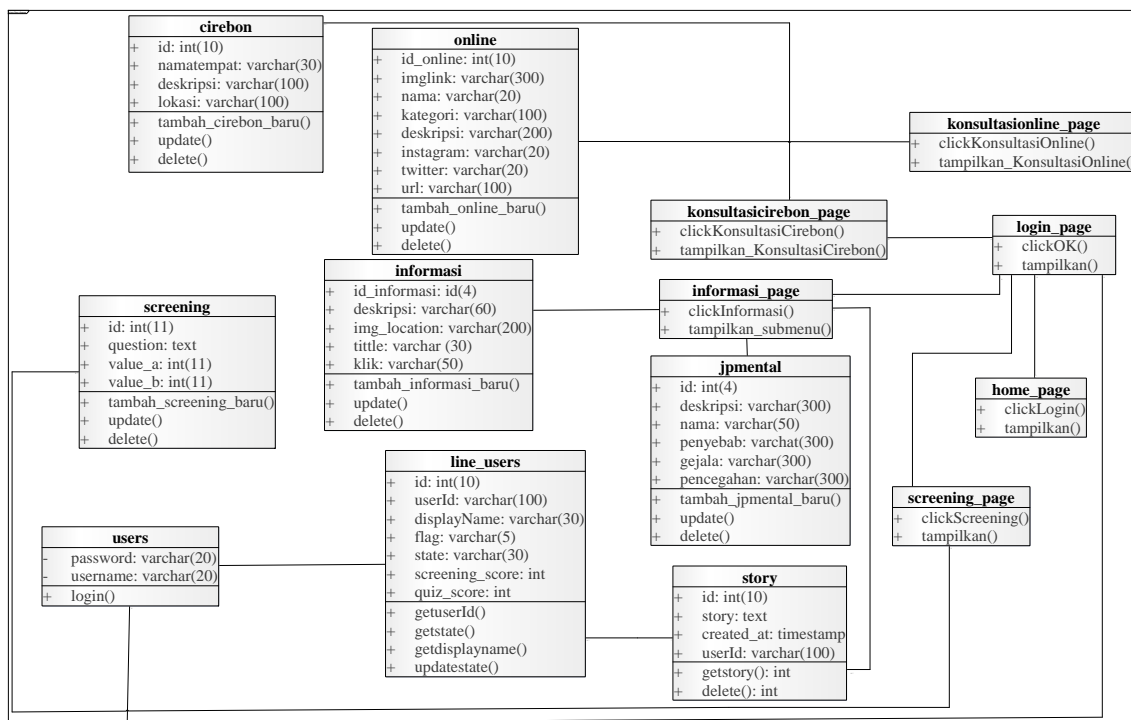 cirebon
+ id: int(10)
+ namatempat: varchar(30)
+ deskripsi: varchar(100)
+ lokasi: varchar(100)
+ tambah_cirebon_baru()
+ update()
+ delete()
online
+ id_online: int(10)
+ imglink: varchar(300)
+ nama: varchar(20)
+ kategori: varchar(100)
+ deskripsi: varchar(200)
+ instagram: varchar(20)
+ twitter: varchar(20)
+ url: varchar(100)
+ tambah_online_baru()
+ update()
+ delete()
konsultasionline_page
+ clickKonsultasiOnline()
+ tampilkan_KonsultasiOnline()
konsultasicirebon_page
+ clickKonsultasiCirebon()
+ tampilkan_KonsultasiCirebon()
login_page
+ clickOK()
+ tampilkan()
informasi
+ id_informasi: id(4)
+ deskripsi: varchar(60)
+ img_location: varchar(200)
+ tittle: varchar (30)
+ klik: varchar(50)
+ tambah_informasi_baru()
+ update()
+ delete()
informasi_page
+ clickInformasi()
+ tampilkan_submenu()
screening
+ id: int(11)
+ question: text
+ value_a: int(11)
+ value_b: int(11)
+ tambah_screening_baru()
+ update()
+ delete()
jpmental
+ id: int(4)
+ deskripsi: varchar(300)
+ nama: varchar(50)
+ penyebab: varchat(300)
+ gejala: varchar(300)
+ pencegahan: varchar(300)
+ tambah_jpmental_baru()
+ update()
+ delete()
home_page
+ clickLogin()
+ tampilkan()
line_users
+ id: int(10)
+ userId: varchar(100)
+ displayName: varchar(30)
+ flag: varchar(5)
+ state: varchar(30)
+ screening_score: int
+ quiz_score: int
+ getuserId()
+ getstate()
+ getdisplayname()
+ updatestate()
screening_page
+ clickScreening()
+ tampilkan()
users
- password: varchar(20)
- username: varchar(20)
+ login()
story
+ id: int(10)
+ story: text
+ created_at: timestamp
+ userId: varchar(100)
+ getstory(): int
+ delete(): int